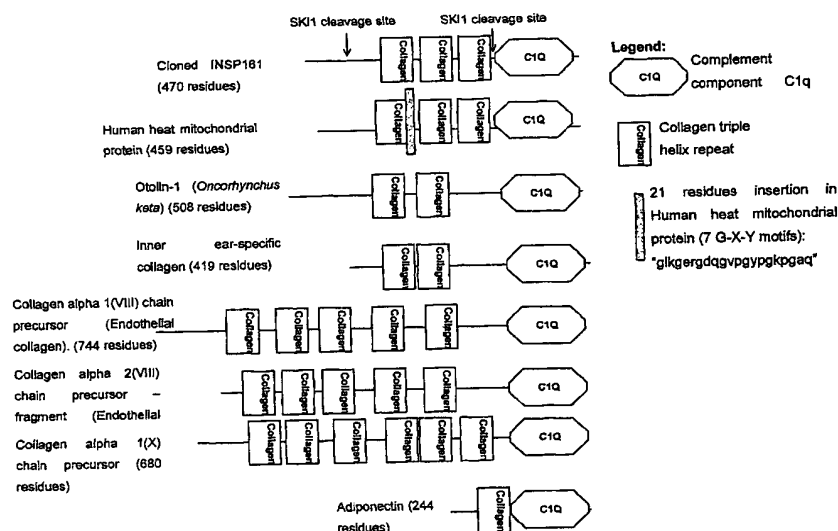 SKI1 cleavage site
SKI1 cleavage site
Cloned INSP161
(470 residues)
Collagen
Collagen
Collagen
C1Q
Human heat mitochondrial
protein (459 residues)
Collagen
Collagen
Collagen
C1Q
Otolin-1 (Oncorhynchus
keta) (508 residues)
Collagen
Collagen
C1Q
Inner ear-specific
collagen (419 residues)
Collagen
Collagen
C1Q
Collagen alpha 1(VIII) chain
precursor (Endothelial
collagen). (744 residues)
Collagen
Collagen
Collagen
Collagen
Collagen
C1Q
Collagen alpha 2(VIII)
chain precursor –
fragment (Endothelial
Collagen
Collagen
Collagen
Collagen
Collagen
C1Q
Collagen alpha 1(X)
chain precursor (680
residues)
Collagen
Collagen
Collagen
Collagen
Collagen
Collagen
C1Q
Adiponectin (244
residues)
Collagen
C1Q
Legend:
C1Q
Complement
component C1q
Collagen
Collagen triple
helix repeat
21 residues insertion in
Human heat mitochondrial
protein (7 G-X-Y motifs):
"glkgergdqgvpgypgkpgaq"